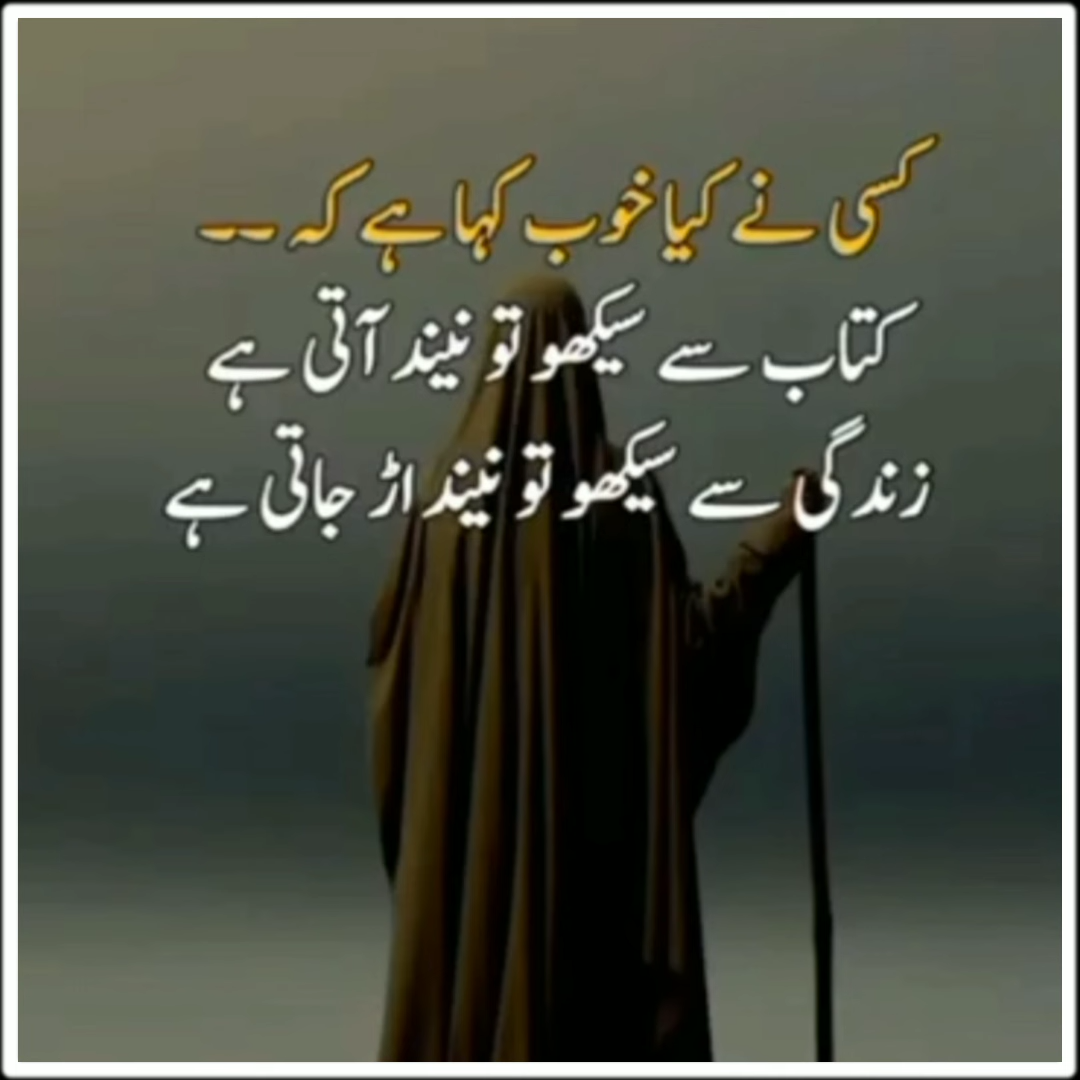 کسی نے کیا خوب کہا ہے کہ ۔۔
کتاب سے سیکھو تو نیند آتی ہے
زندگی سے سیکھو تو نیند اڑ جاتی ہے